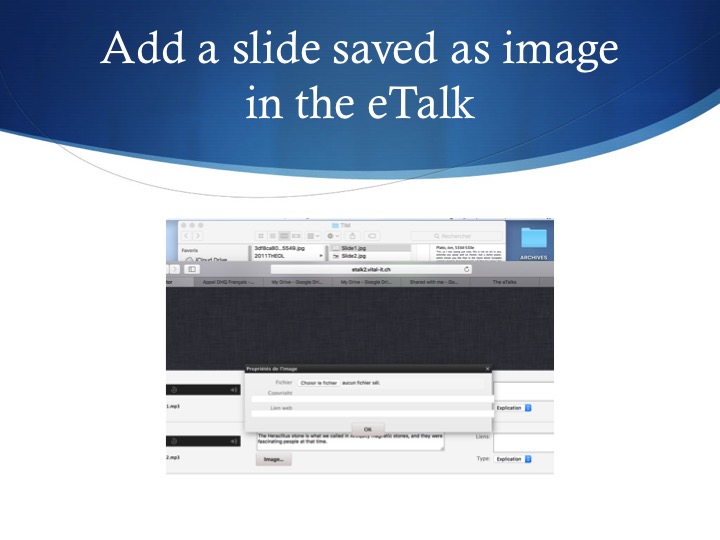 Add a slide saved as image
in the eTalk
TIM
Rechercher
Favoris
iCloud Drive
3df8ca80...5549.jpg
2011THEOL
Slide1.jpg
Slide2.jpg
Plato, Ion, 533d-533e
ARCHIVES
etalk2.vital-it.ch
Appel DHQ Français -...
My Drive - Google Dri...
My Drive - Google Dri...
Shared with me - Go...
The eTalks
Propriétés de l'image
Fichier
Choisir le fichier
aucun fichier sél.
Copyright
Lien web
OK
1.mp3
Explication
The Heraclius stone is what we called in antiquity magnetic stones, and they were
fascinating people at that time.
Liens:
2.mp3
Image...
Type:
Explication